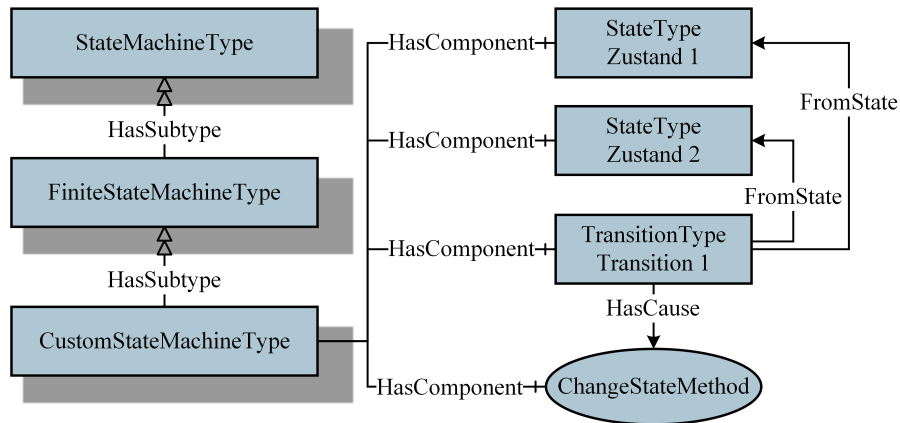 StateMachineType
HasSubtype
FiniteStateMachineType
HasSubtype
CustomStateMachineType
HasComponent
StateType
Zustand 1
FromState
HasComponent
StateType
Zustand 2
FromState
HasComponent
TransitionType
Transition 1
HasCause
HasComponent
ChangeStateMethod